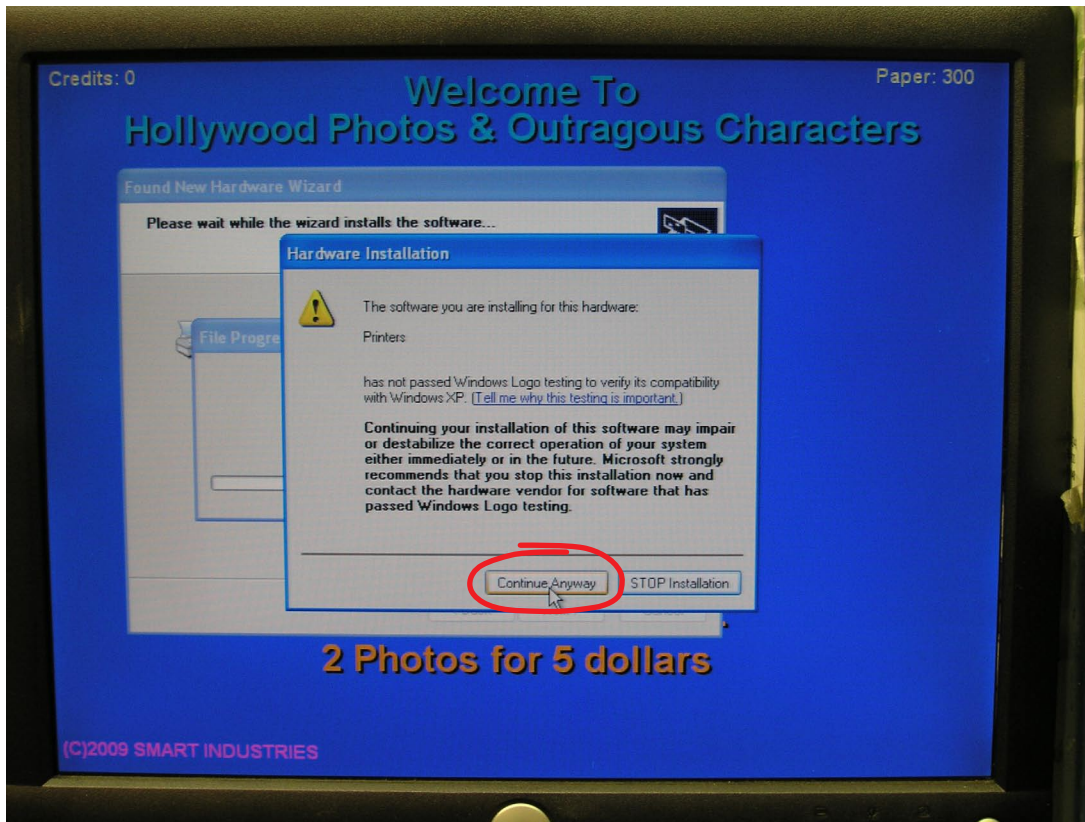 Credits: 0
Paper: 300
Welcome To
Hollywood Photos & Outragous Characters
Found New Hardware Wizard
Please wait while the wizard installs the software...
Hardware Installation
The software you are installing for this hardware:
File Progre
Printers
has not passed Windows Logo testing to verify its compatibility
with Windows XP. (Tell me why this testing is important.)
Continuing your installation of this software may impair
or destabilize the correct operation of your system
either immediately or in the future. Microsoft strongly
recommends that you stop this installation now and
contact the hardware vendor for software that has
passed Windows Logo testing.
Continue Anyway
STOP Installation
2 Photos for 5 dollars
(C)2009 SMART INDUSTRIES